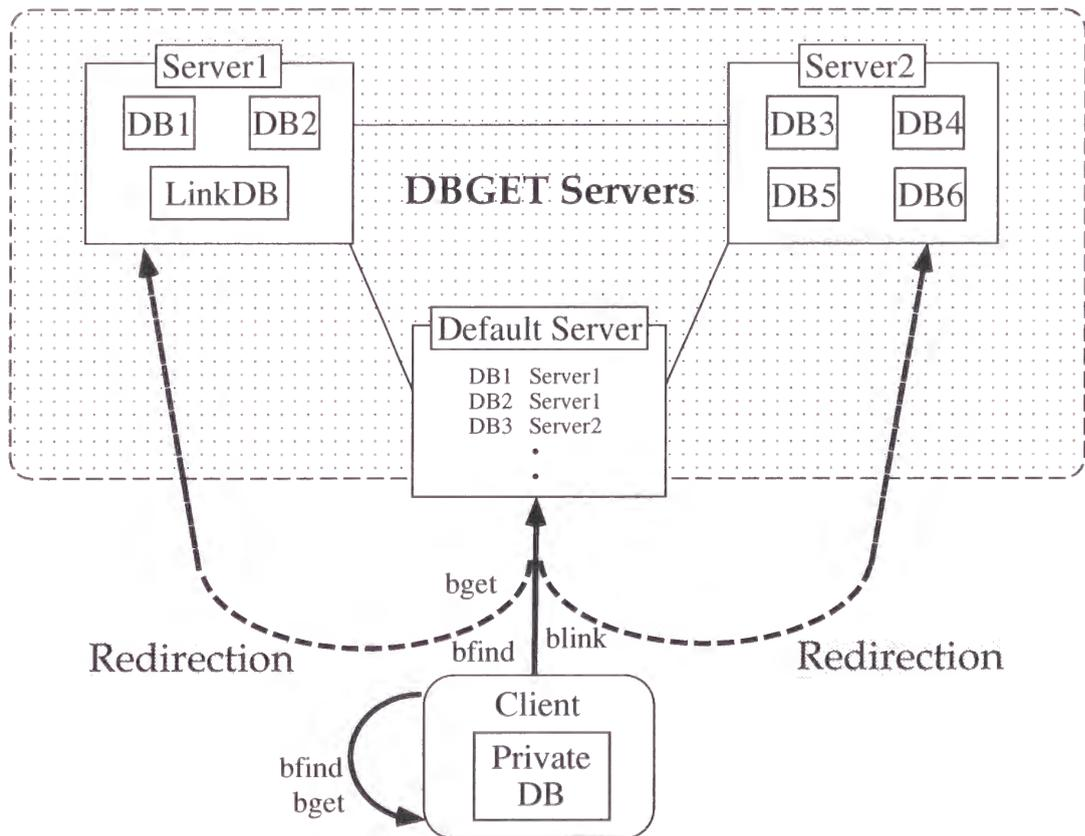 Server1
Server2
DB1 DB2
DB3 DB4
LinkDB
DBGET Servers
DB5 DB6
Default Server
DB1 Server1
DB2 Server1
DB3 Server2
bget
bfind
blink
Redirection
Redirection
Client
bfind
bget
Private
DB